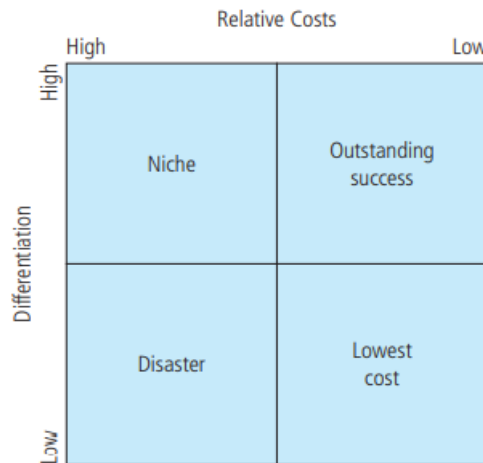 Relative Costs
High
Low
High
Niche
Outstanding
success
Differentiation
Disaster
Lowest
cost
Low